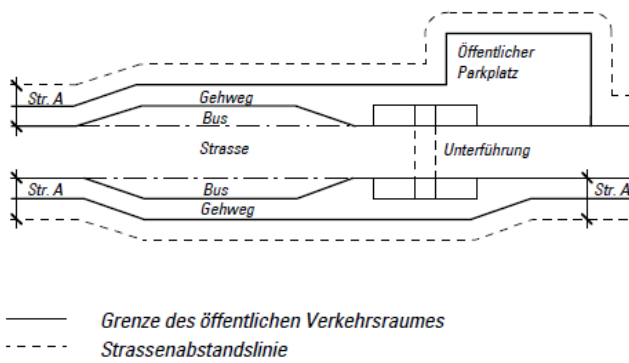 Öffentlicher
Parkplatz
Str. A
Gehweg
Bus
Strasse
Unterführung
Str. A
Bus
Str. A
Gehweg
Grenze des öffentlichen Verkehrsraumes
Strassenabstandslinie